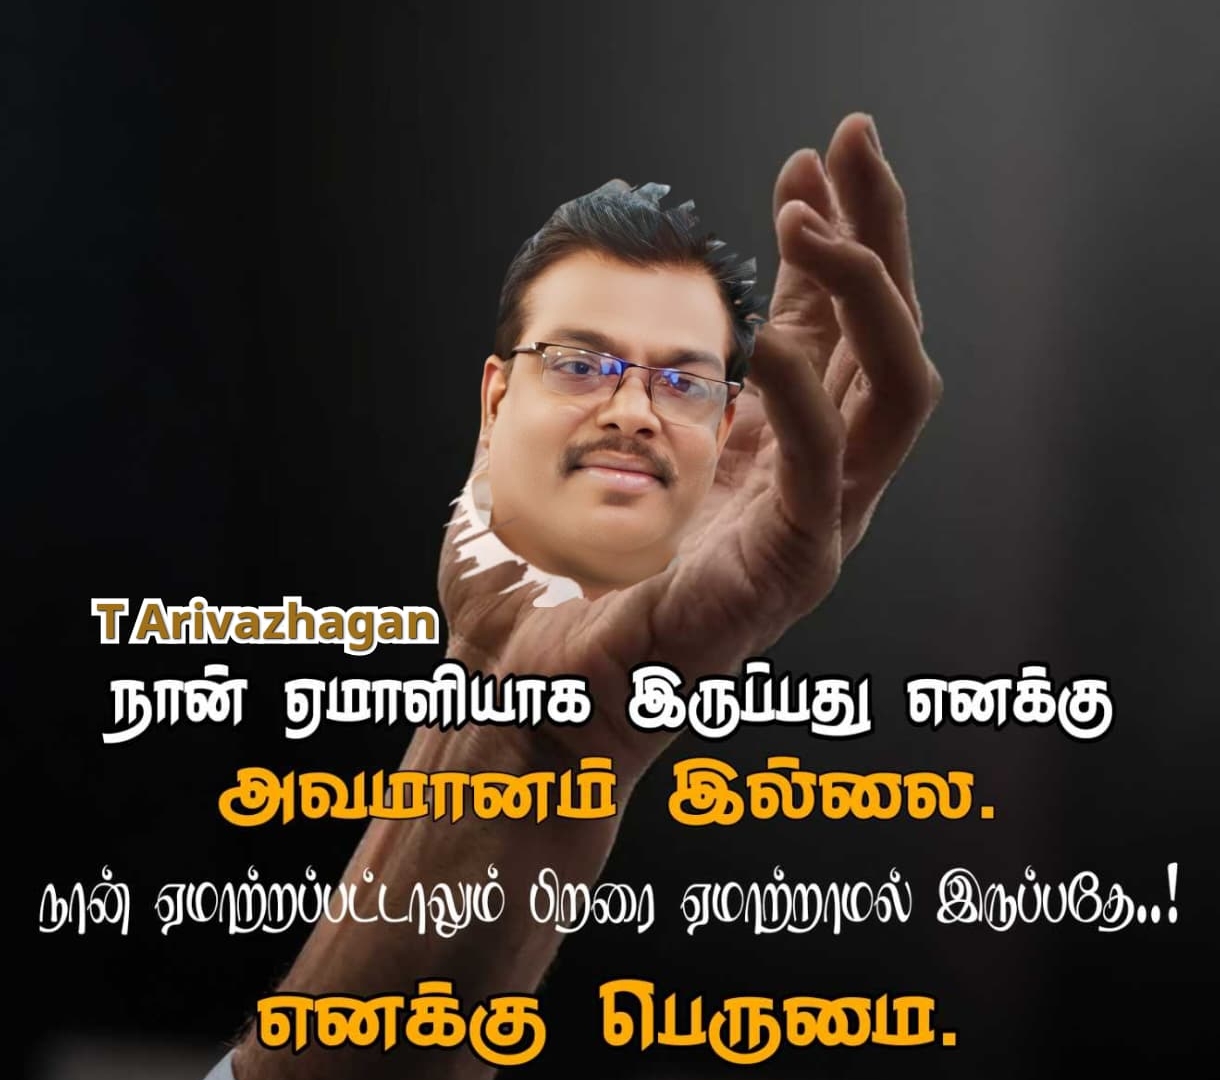 T Arivazhagan
நான் ஏமாளியாக இருப்பது எனக்கு
அவமானம் இல்லை.
நான் ஏமாற்றப்பட்டாலும் பிறரை ஏமாற்றாமல் இருப்பதே..!
எனக்கு பெருமை.